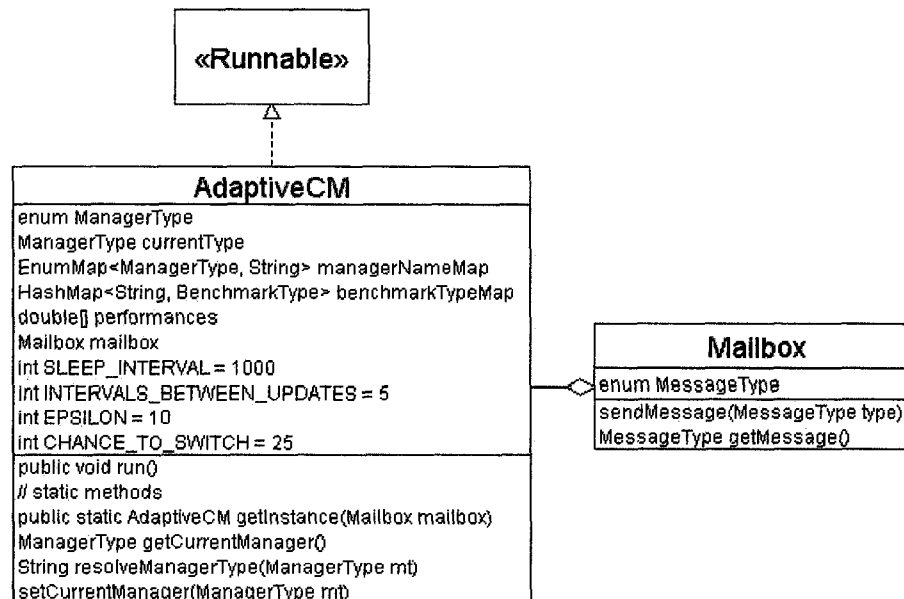 «Runnable»
AdaptiveCM
enum ManagerType
ManagerType currentType
EnumMap<ManagerType, String> managerNameMap
HashMap<String, BenchmarkType> benchmarkTypeMap
double[] performances
Mailbox mailbox
int SLEEP_INTERVAL = 1000
int INTERVALS_BETWEEN_UPDATES = 5
int EPSILON = 10
int CHANCE_TO_SWITCH = 25
public void run()
// static methods
public static AdaptiveCM getInstance(Mailbox mailbox)
ManagerType getCurrentManager()
String resolveManagerType(ManagerType mt)
setCurrentManager(ManagerType mt)
Mailbox
enum MessageType
sendMessage(MessageType type)
MessageType getMessage()